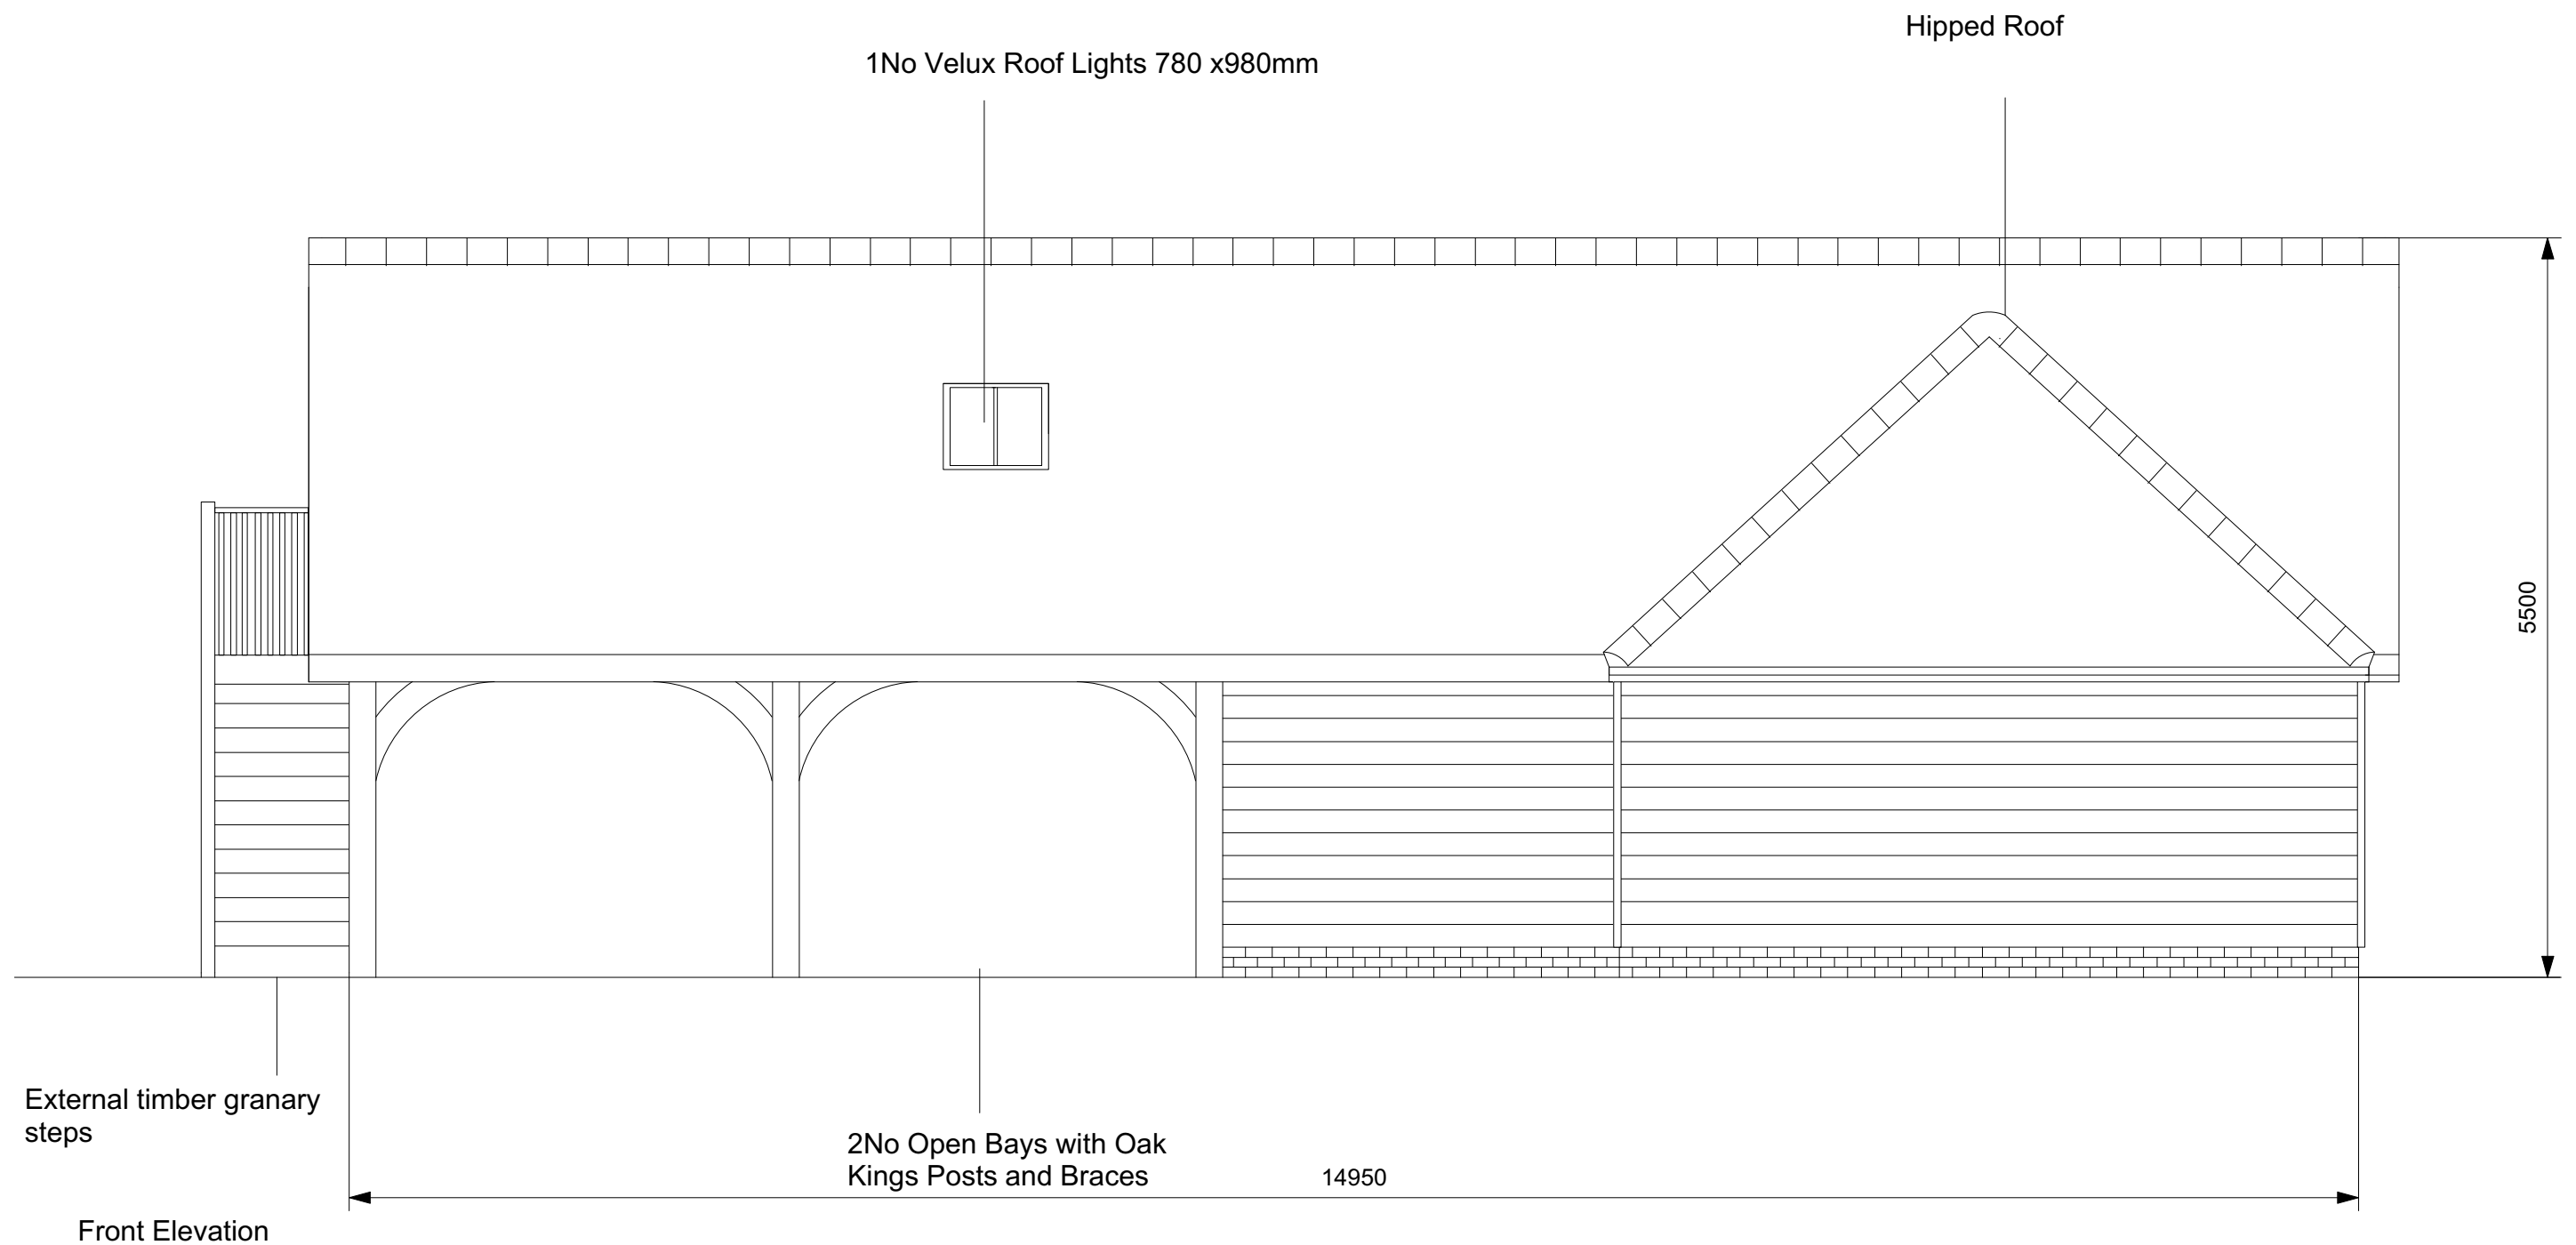 Hipped Roof
1No Velux Roof Lights 780 x980mm
5500
External timber granary
steps
2No Open Bays with Oak
Kings Posts and Braces
14950
Front Elevation